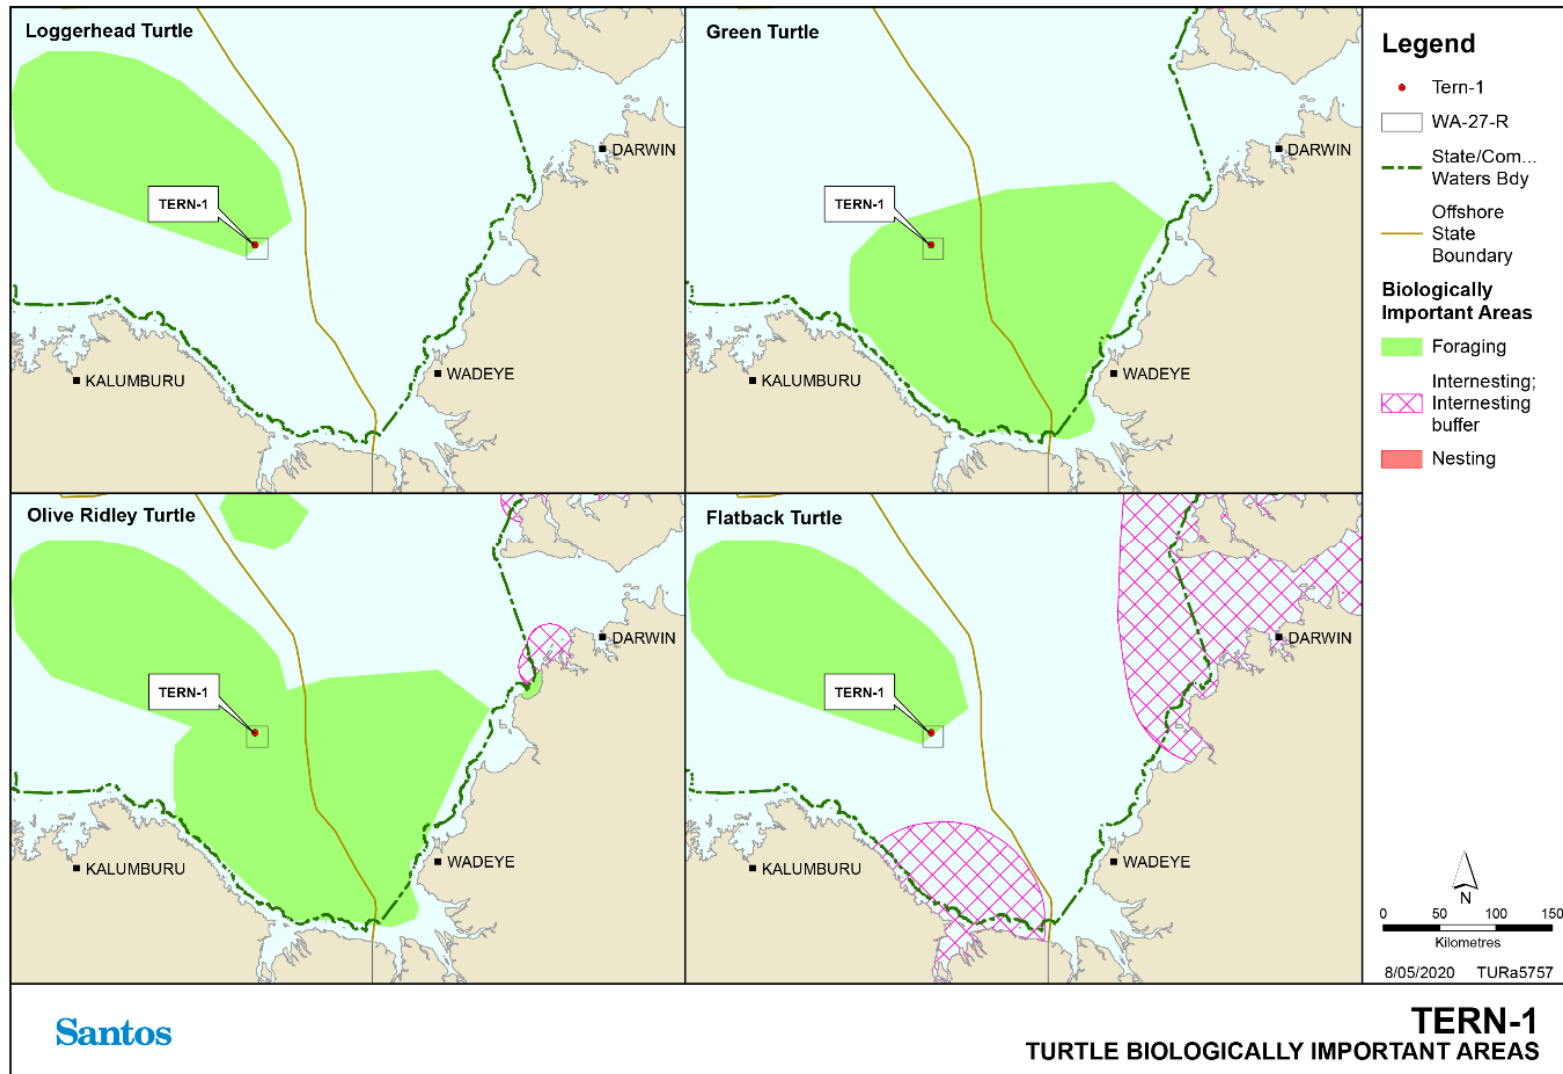 Loggerhead Turtle
TERN-1
DARWIN
KALUMBURU
WADEYE
Green Turtle
TERN-1
DARWIN
KALUMBURU
WADEYE
Olive Ridley Turtle
TERN-1
DARWIN
KALUMBURU
WADEYE
Flatback Turtle
TERN-1
DARWIN
KALUMBURU
WADEYE
Legend
Tern-1
WA-27-R
State/Com...
Waters Bdy
Offshore
State
Boundary
Biologically
Important Areas
Foraging
Internesting;
Internesting
buffer
Nesting
N
0 50 100 150
Kilometres
8/05/2020 TURa5757
Santos
TERN-1
TURTLE BIOLOGICALLY IMPORTANT AREAS